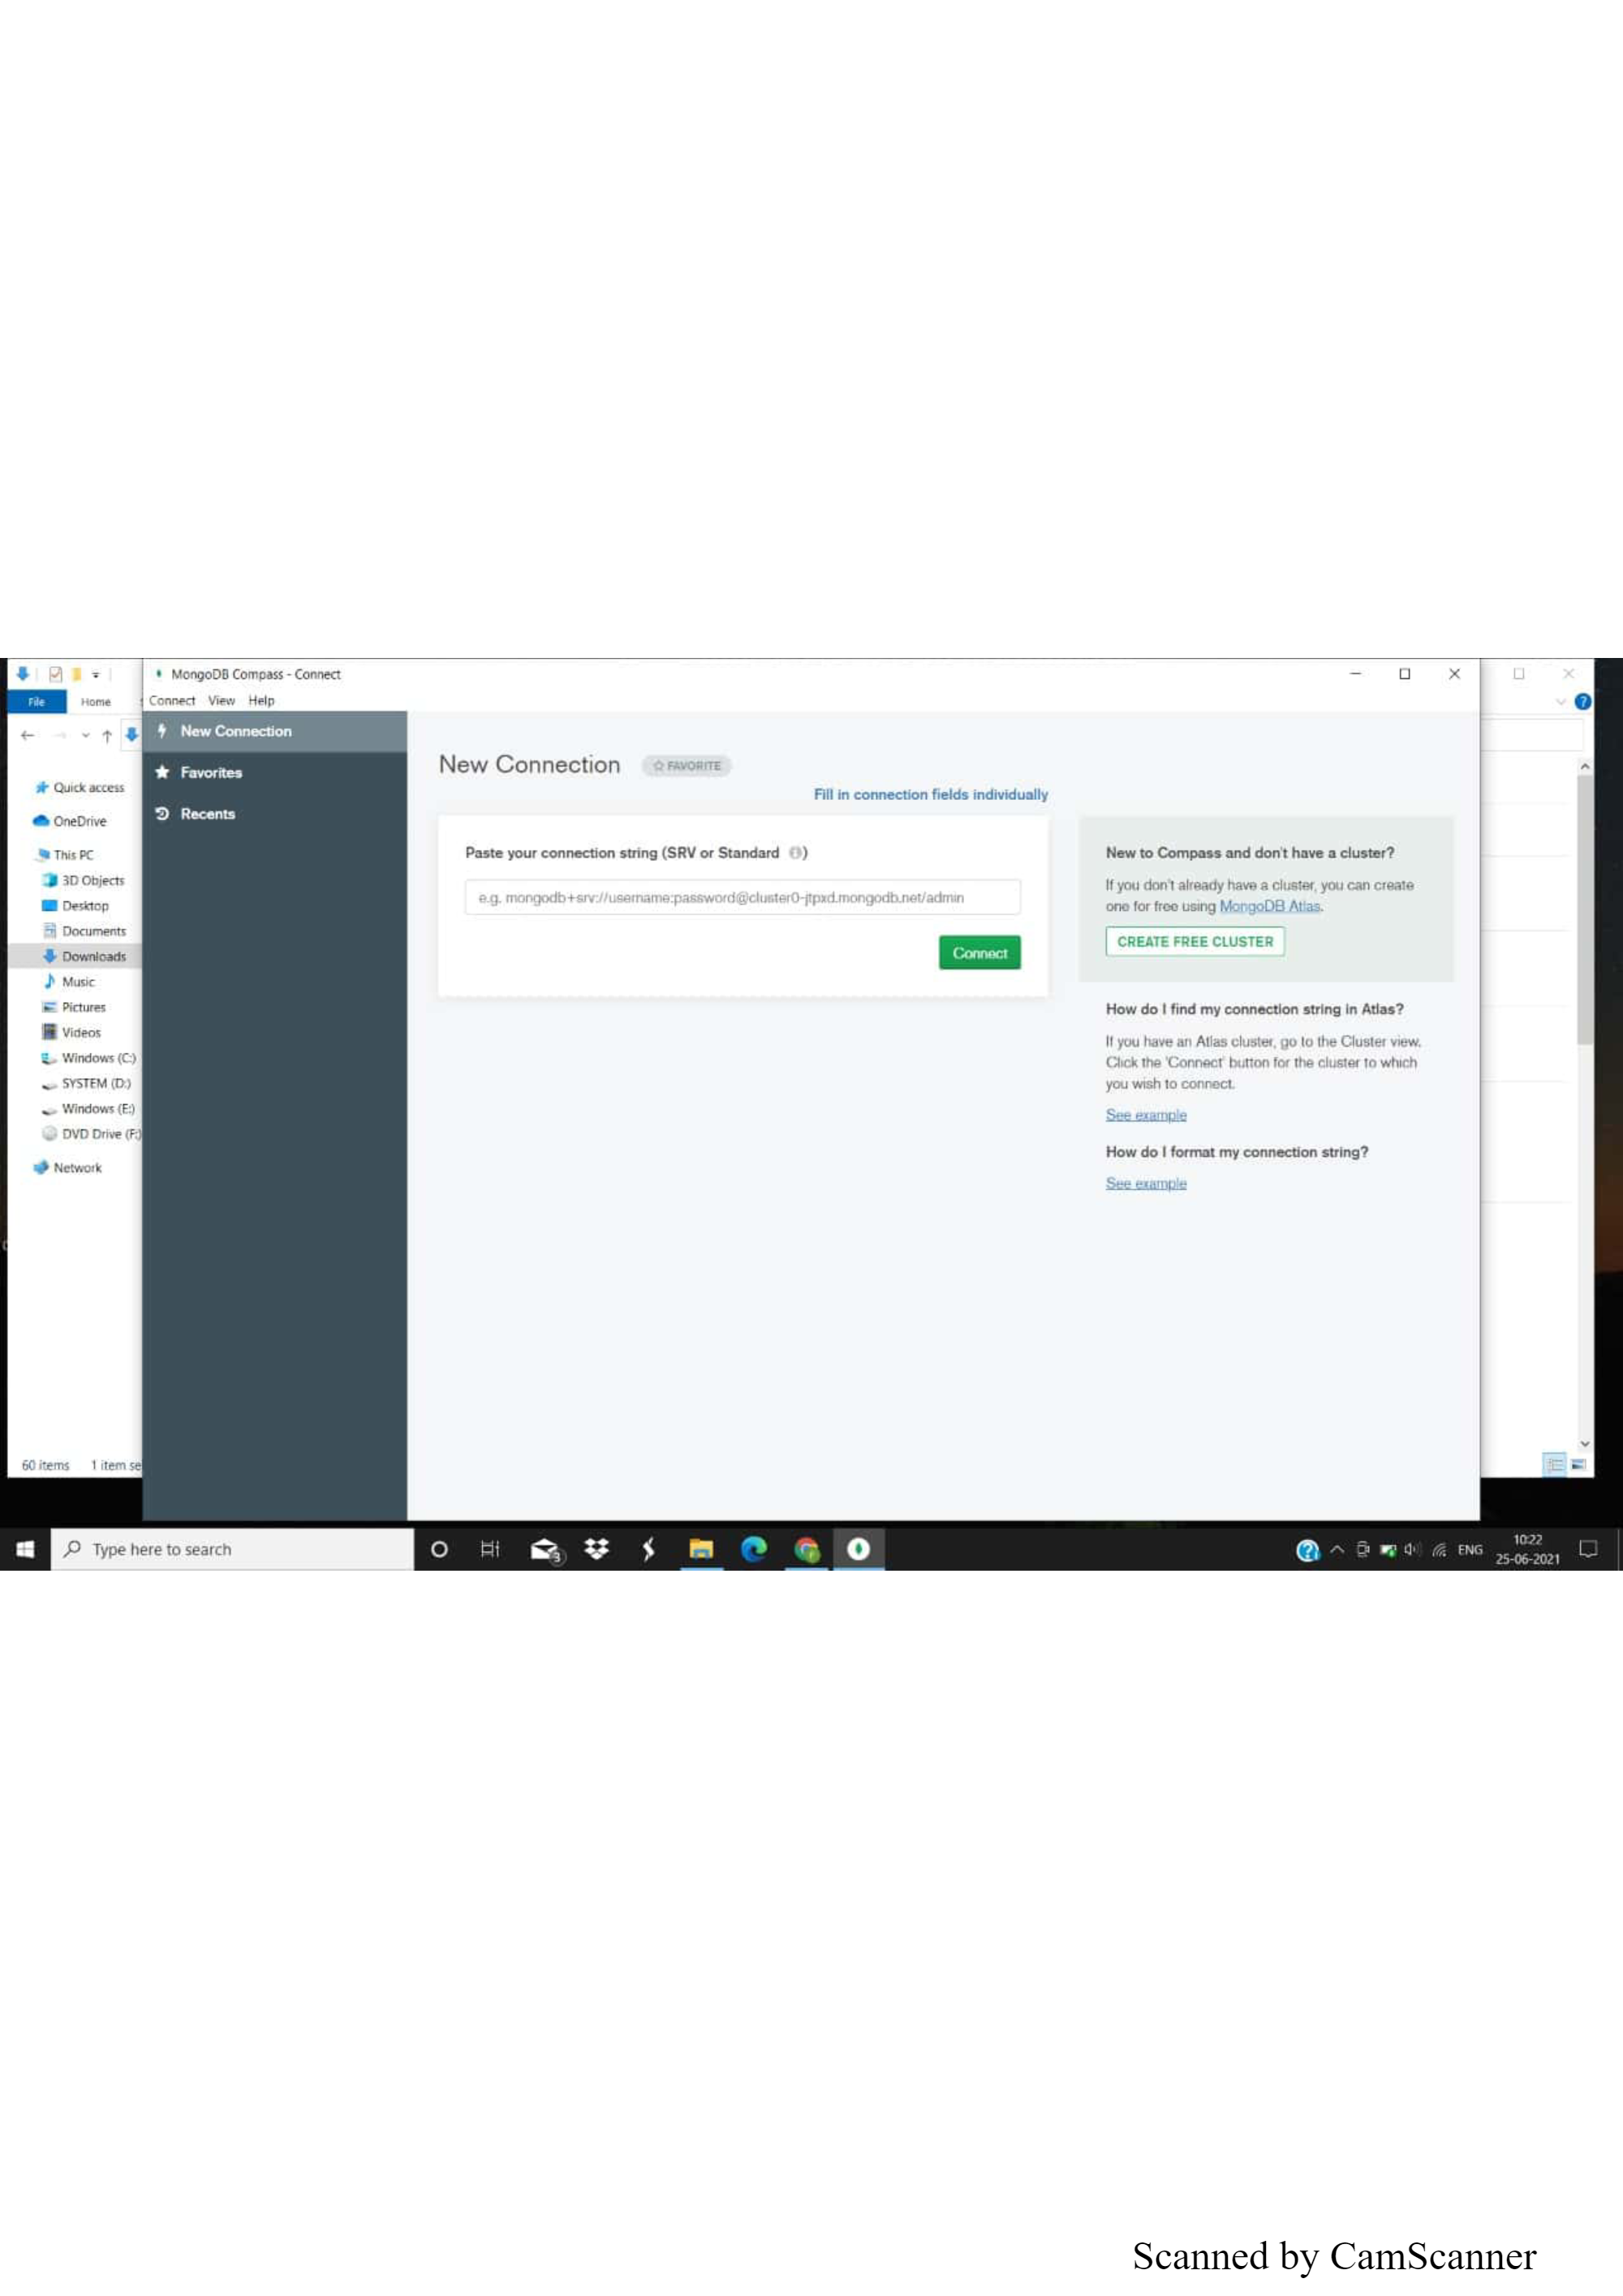 MongoDB Compass - Connect
File
Home
Connect View Help
New Connection
Favorites
Recents
Quick access
OneDrive
This PC
3D Objects
Desktop
Documents
Downloads
Music
Pictures
Videos
Windows (C:)
SYSTEM (D:)
Windows (E:)
DVD Drive (F:)
Network
60 items 1 item se
New Connection
FAVORITE
Fill in connection fields individually
Paste your connection string (SRV or Standard )
e.g. mongodb+srv://username:password@cluster0-jtpxd.mongodb.net/admin
Connect
New to Compass and don't have a cluster?
If you don't already have a cluster, you can create
one for free using MongoDB Atlas.
CREATE FREE CLUSTER
How do I find my connection string in Atlas?
If you have an Atlas cluster, go to the Cluster view.
Click the 'Connect' button for the cluster to which
you wish to connect.
See example
How do I format my connection string?
See example
Type here to search
3
ENG
10:22
25-06-2021
Scanned by CamScanner